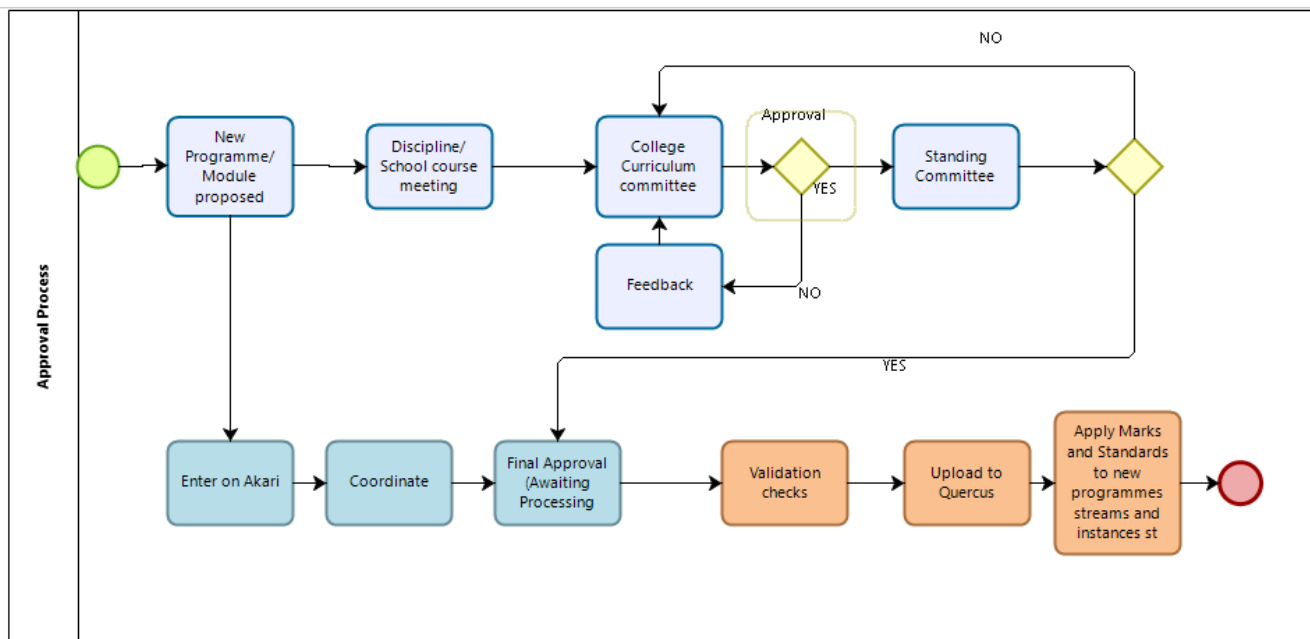 Approval Process
NO
New
Programme/
Module
proposed
Discipline/
School course
meeting
College
Curriculum
committee
Approval
YES
Standing
Committee
Feedback
NO
YES
Enter on Akari
Coordinate
Final Approval
(Awaiting
Processing
Validation
checks
Upload to
Quercus
Apply Marks
and Standards
to new
programmes
streams and
instances st